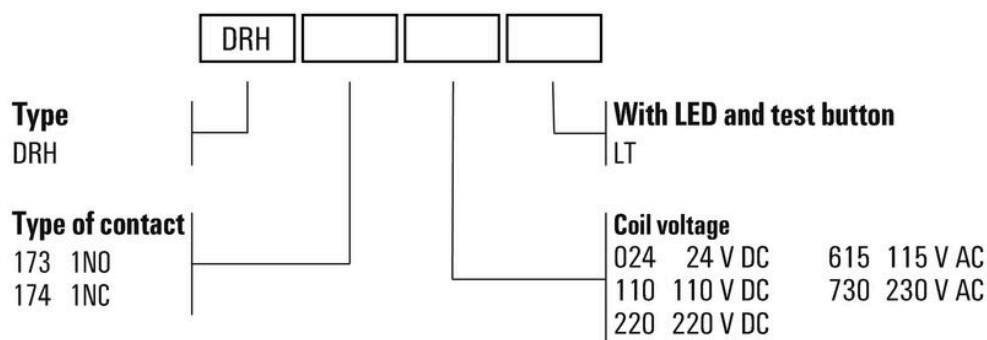 DRH
Type
DRH
With LED and test button
LT
Type of contact
173 1NO
174 1NC
Coil voltage
024 24 V DC 615 115 V AC
110 110 V DC 730 230 V AC
220 220 V DC